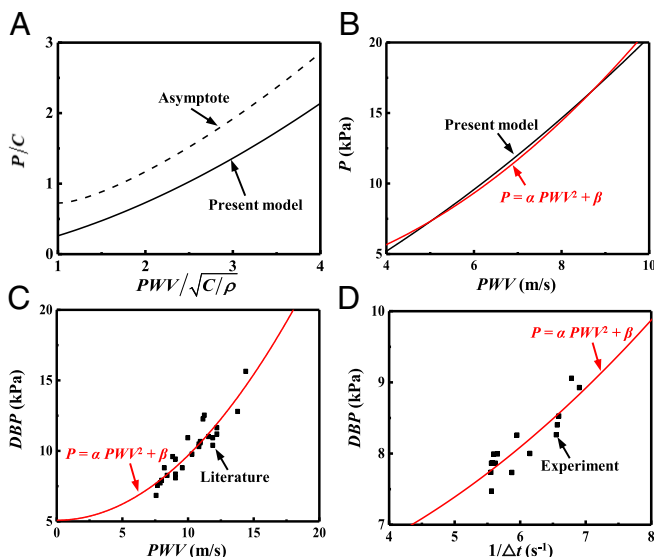 A
P/C
3
2
1
0
Asymptote
Present model
1 2 3 4
PWV/√C/ρ
B
P (kPa)
20
15
10
5
Present model
P = α PWV² + β
4 6 8 10
PWV (m/s)
C
DBP (kPa)
20
15
10
5
P = α PWV² + β
Literature
0 5 10 15 20
PWV (m/s)
D
DBP (kPa)
10
9
8
7
P = α PWV² + β
Experiment
4 5 6 7 8
1/Δt (s⁻¹)